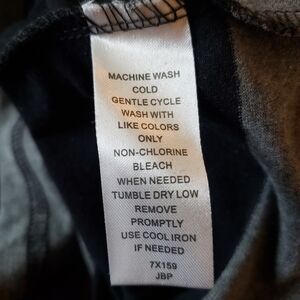 MACHINE WASH
COLD
GENTLE CYCLE
WASH WITH
LIKE COLORS
ONLY
NON-CHLORINE
BLEACH
WHEN NEEDED
TUMBLE DRY LOW
REMOVE
PROMPTLY
USE COOL IRON
IF NEEDED
7X159
JBP